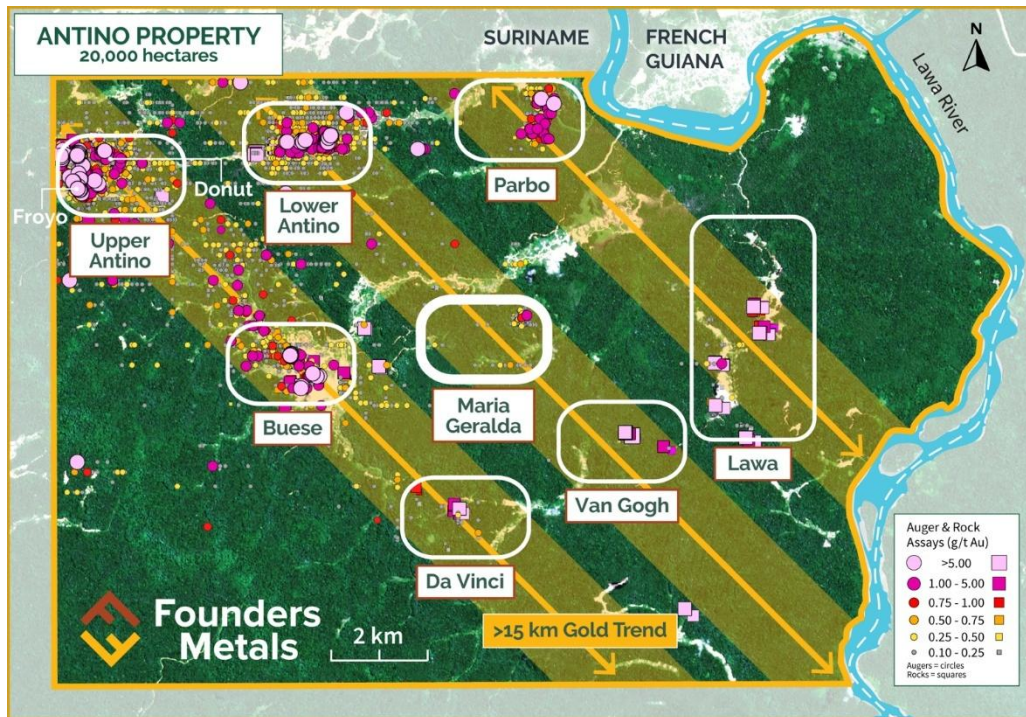 ANTINO PROPERTY
20,000 hectares
SURINAME
FRENCH
GUIANA
Lawa River
N
Froyo
Donut
Upper
Antino
Lower
Antino
Parbo
Buese
Maria
Geralda
Lawa
Van Gogh
Da Vinci
Founders
Metals
2 km
>15 km Gold Trend
Auger & Rock
Assays (g/t Au)
>5.00
1.00 - 5.00
0.75 - 1.00
0.50 - 0.75
0.25 - 0.50
0.10 - 0.25
Augers = circles
Rocks = squares